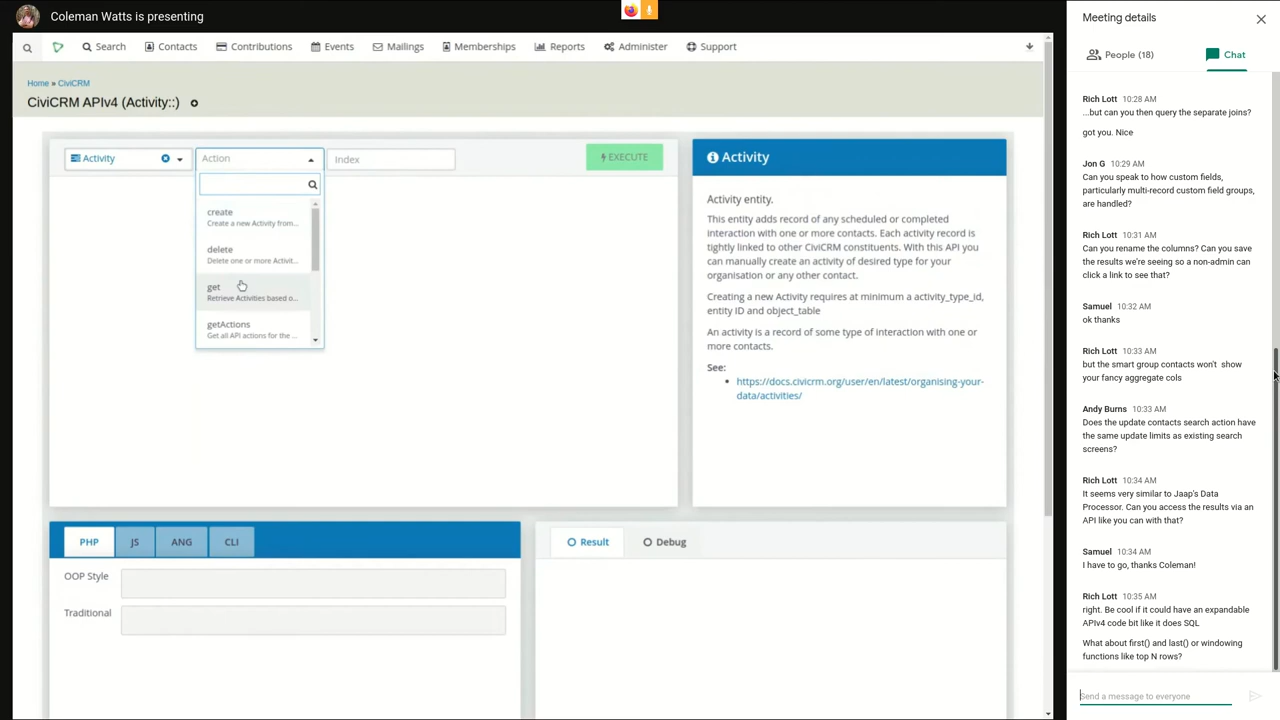 Coleman Watts is presenting
Search
Contacts
Contributions
Events
Mailings
Memberships
Reports
Administer
Support
Home » CiviCRM
CiviCRM APIv4 (Activity::)
Activity
Action
Index
EXECUTE
create
Create a new Activity from...
delete
Delete one or more Activit...
get
Retrieve Activities based o...
getActions
Get all API actions for the ...
Activity
Activity entity.
This entity adds record of any scheduled or completed
interaction with one or more contacts. Each activity record is
tightly linked to other CiviCRM constituents. With this API you
can manually create an activity of desired type for your
organisation or any other contact.
Creating a new Activity requires at minimum a activity_type_id,
entity ID and object_table
An activity is a record of some type of interaction with one or
more contacts.
See:
https://docs.civicrm.org/user/en/latest/organising-your-
data/activities/
PHP
JS
ANG
CLI
OOP Style
Traditional
Result
Debug
Meeting details
People (18)
Chat
Rich Lott 10:28 AM
...but can you then query the separate joins?
got you. Nice
Jon G 10:29 AM
Can you speak to how custom fields,
particularly multi-record custom field groups,
are handled?
Rich Lott 10:31 AM
Can you rename the columns? Can you save
the results we're seeing so a non-admin can
click a link to see that?
Samuel 10:32 AM
ok thanks
Rich Lott 10:33 AM
but the smart group contacts won't show
your fancy aggregate cols
Andy Burns 10:33 AM
Does the update contacts search action have
the same update limits as existing search
screens?
Rich Lott 10:34 AM
It seems very similar to Jaap's Data
Processor. Can you access the results via an
API like you can with that?
Samuel 10:34 AM
I have to go, thanks Coleman!
Rich Lott 10:35 AM
right. Be cool if it could have an expandable
APIv4 code bit like it does SQL
What about first() and last() or windowing
functions like top N rows?
Send a message to everyone